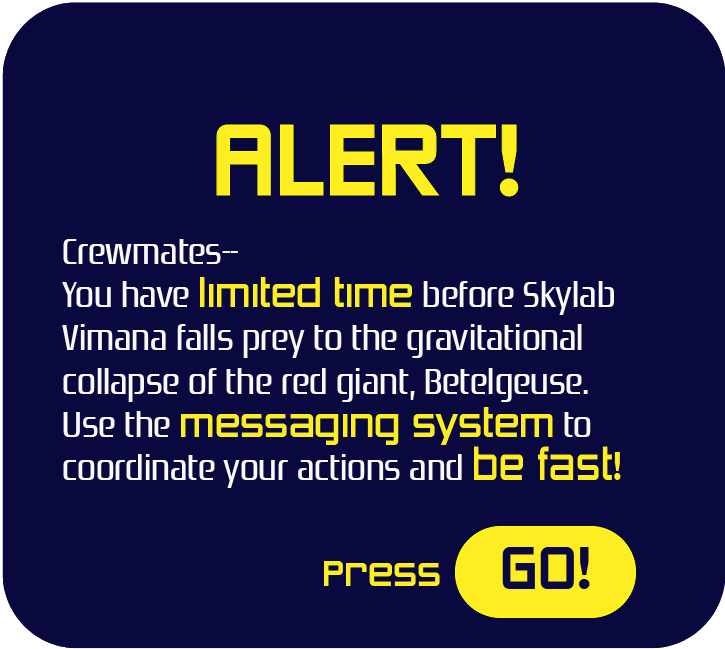 ALERT!
Crewmates--
You have limited time before Skylab
Vimana falls prey to the gravitational
collapse of the red giant, Betelgeuse.
Use the messaging system to
coordinate your actions and be fast!
Press GO!